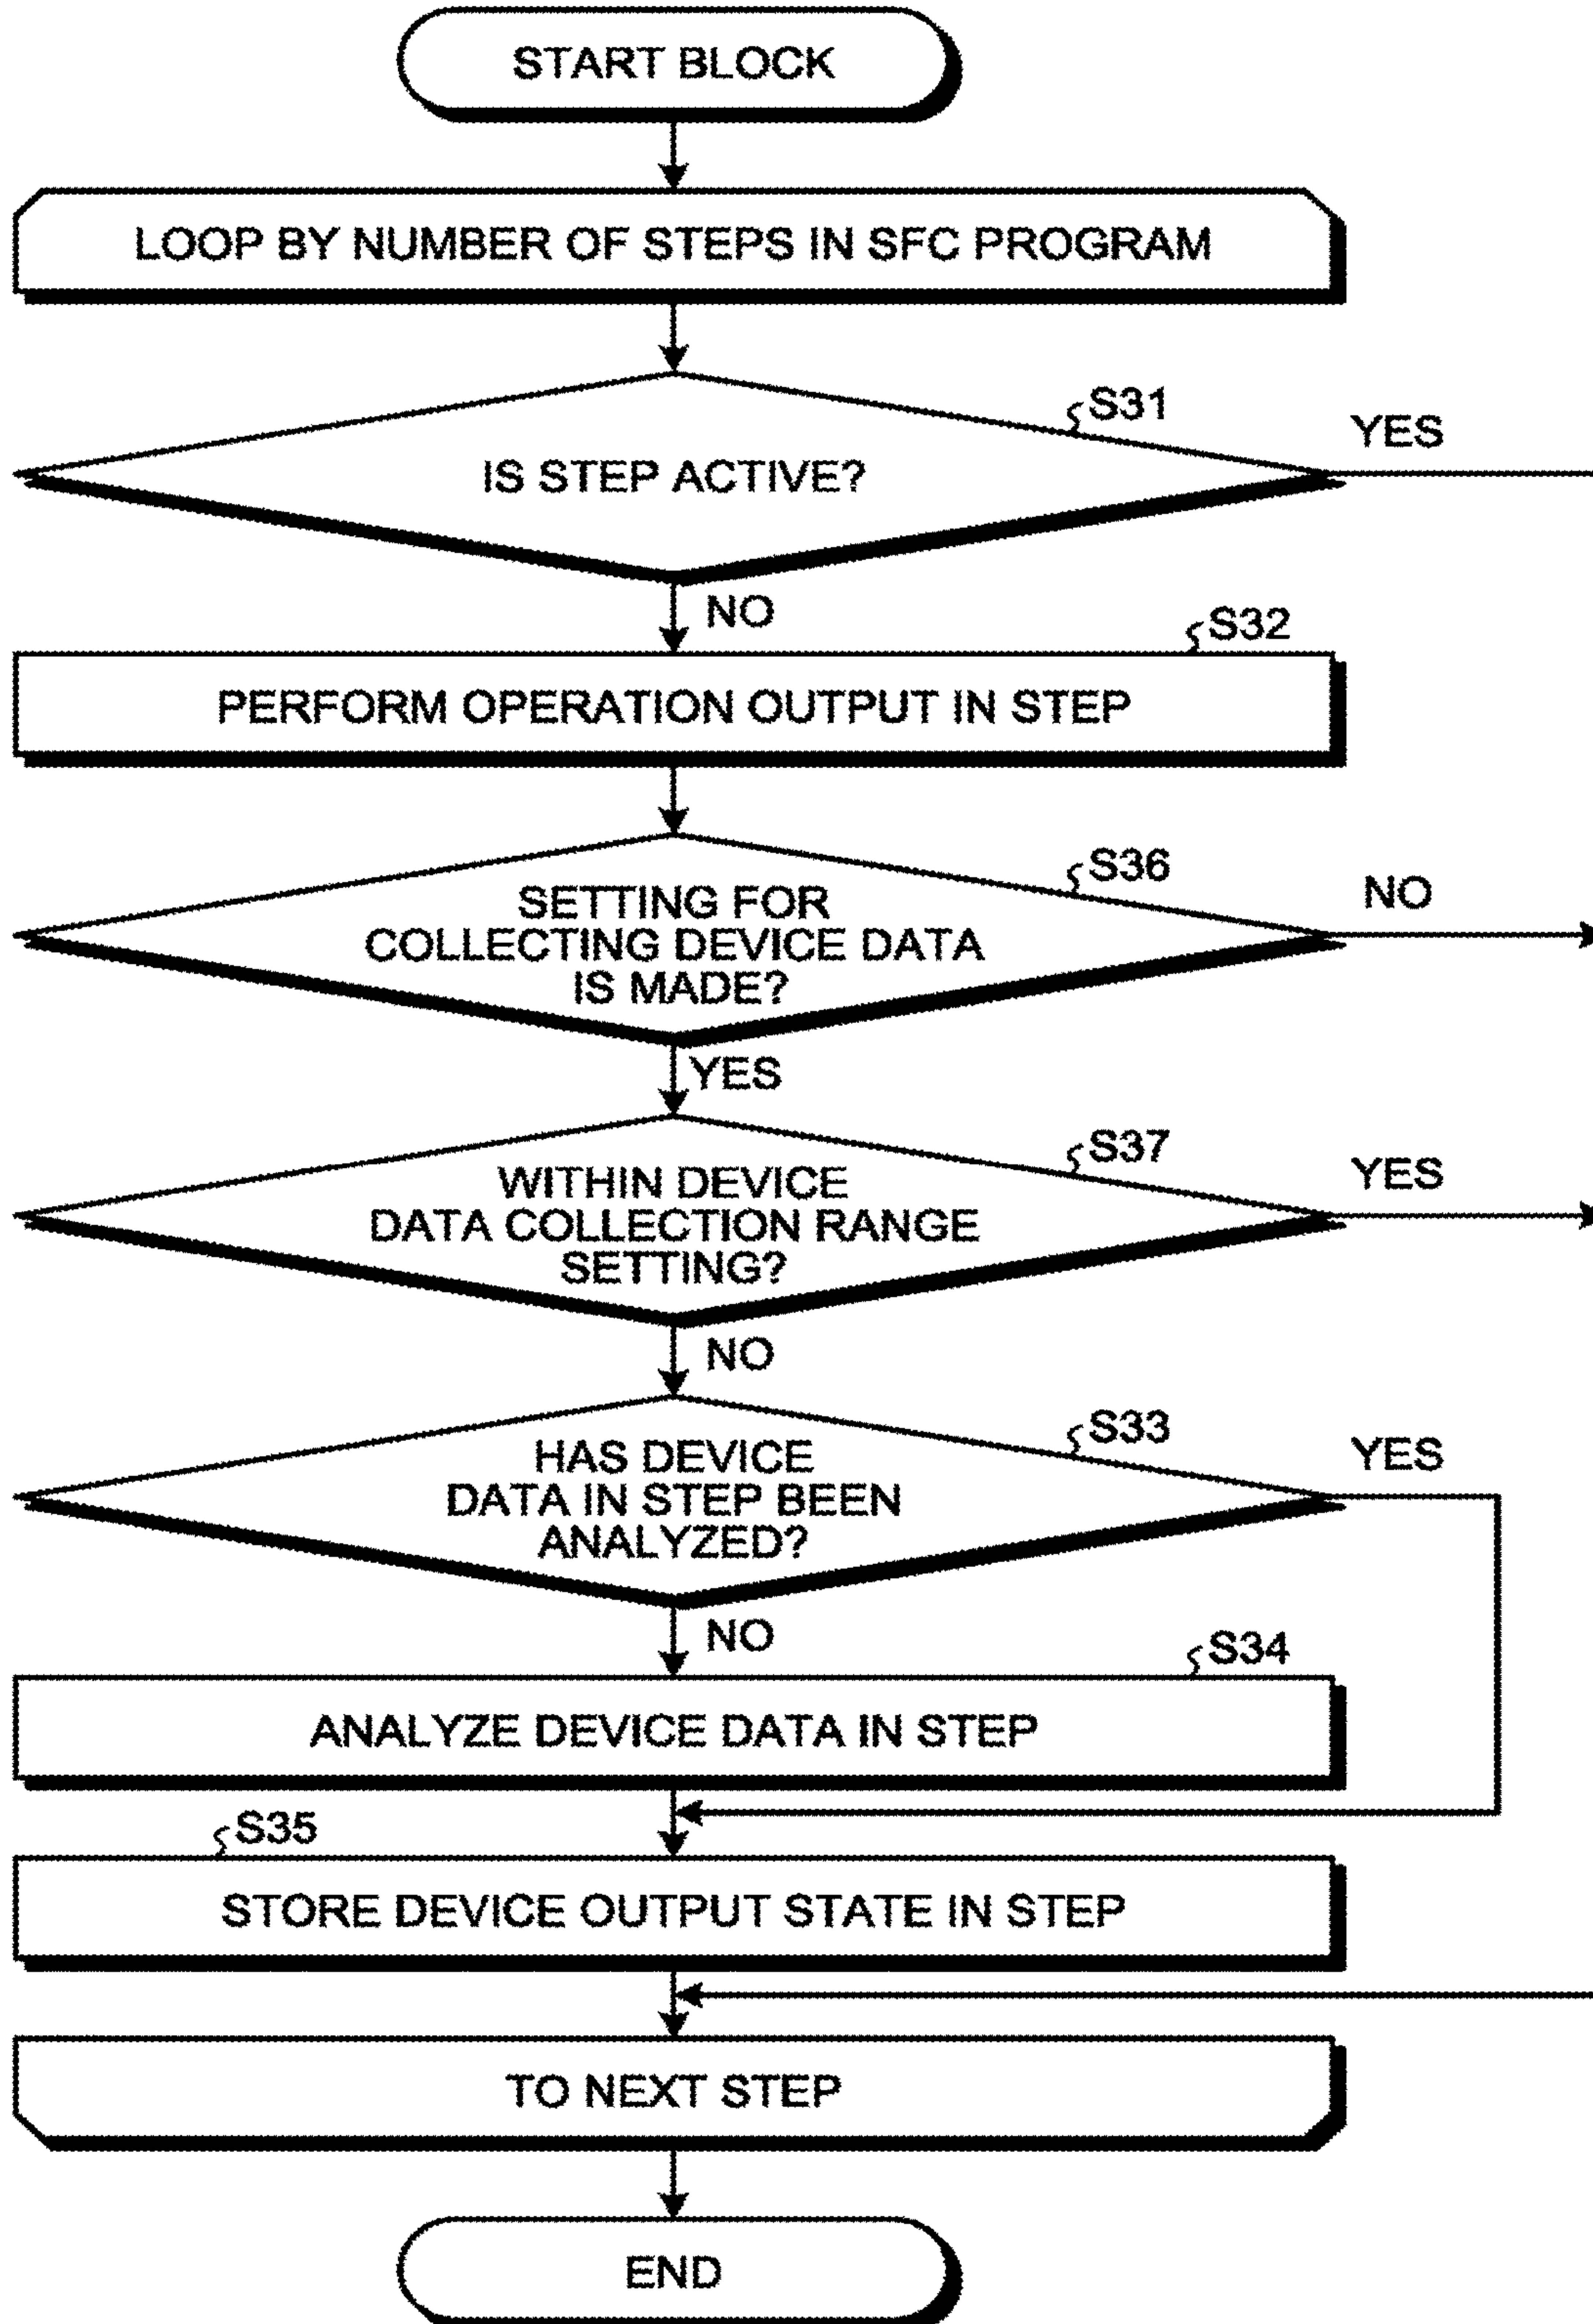 START BLOCK
LOOP BY NUMBER OF STEPS IN SFC PROGRAM
S31
YES
IS STEP ACTIVE?
NO
S32
PERFORM OPERATION OUTPUT IN STEP
S36
NO
SETTING FOR
COLLECTING DEVICE DATA
IS MADE?
YES
S37
YES
WITHIN DEVICE
DATA COLLECTION RANGE
SETTING?
NO
S33
YES
HAS DEVICE
DATA IN STEP BEEN
ANALYZED?
NO
S34
ANALYZE DEVICE DATA IN STEP
S35
STORE DEVICE OUTPUT STATE IN STEP
TO NEXT STEP
END